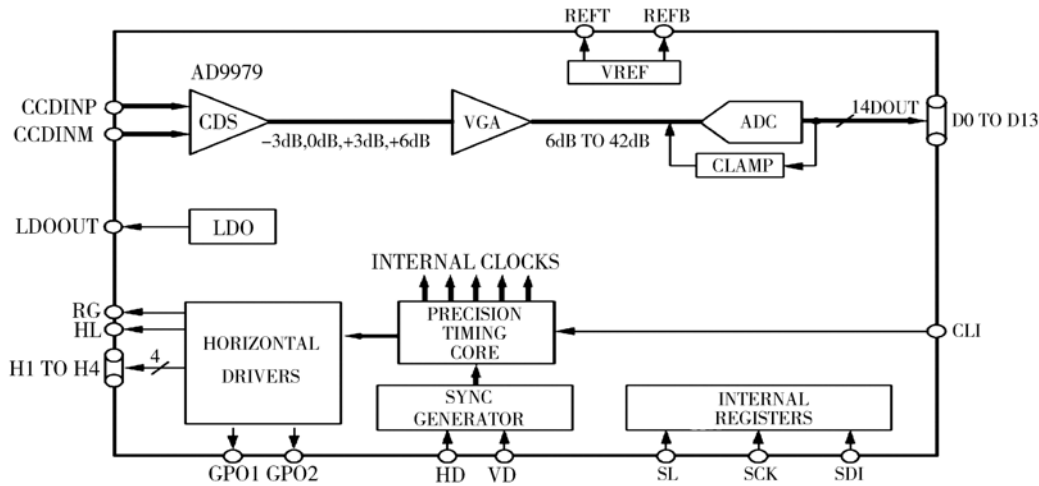 REFT REFB
VREF
AD9979
CCDINP
CCDINM
CDS
−3dB,0dB,+3dB,+6dB
VGA
6dB TO 42dB
ADC
14DOUT
D0 TO D13
CLAMP
LDOOUT
LDO
INTERNAL CLOCKS
RG
HL
H1 TO H4
4
HORIZONTAL
DRIVERS
PRECISION
TIMING
CORE
CLI
SYNC
GENERATOR
INTERNAL
REGISTERS
GPO1 GPO2
HD VD
SL SCK SDI